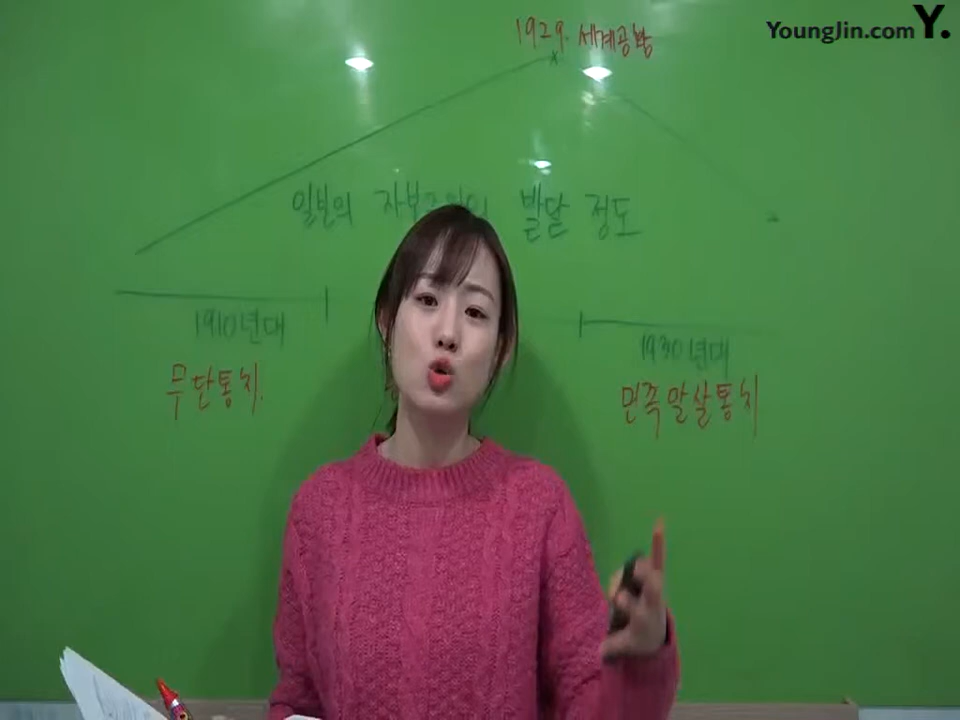 YoungJin.com Y.
1929. 세계공황
일본의 자본주의의 발달 정도
1910년대
1930년대
무단통치.
민족말살통치